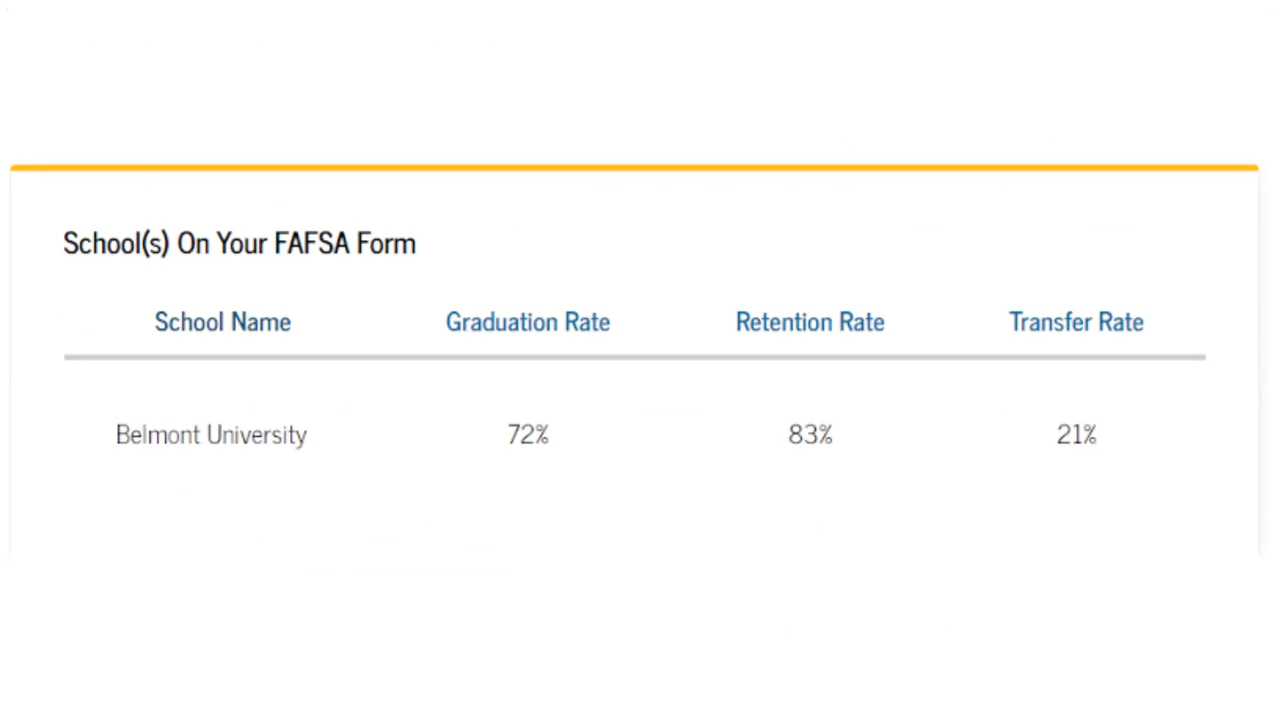 School(s) On Your FAFSA Form
School Name Graduation Rate Retention Rate Transfer Rate
Belmont University 72% 83% 21%